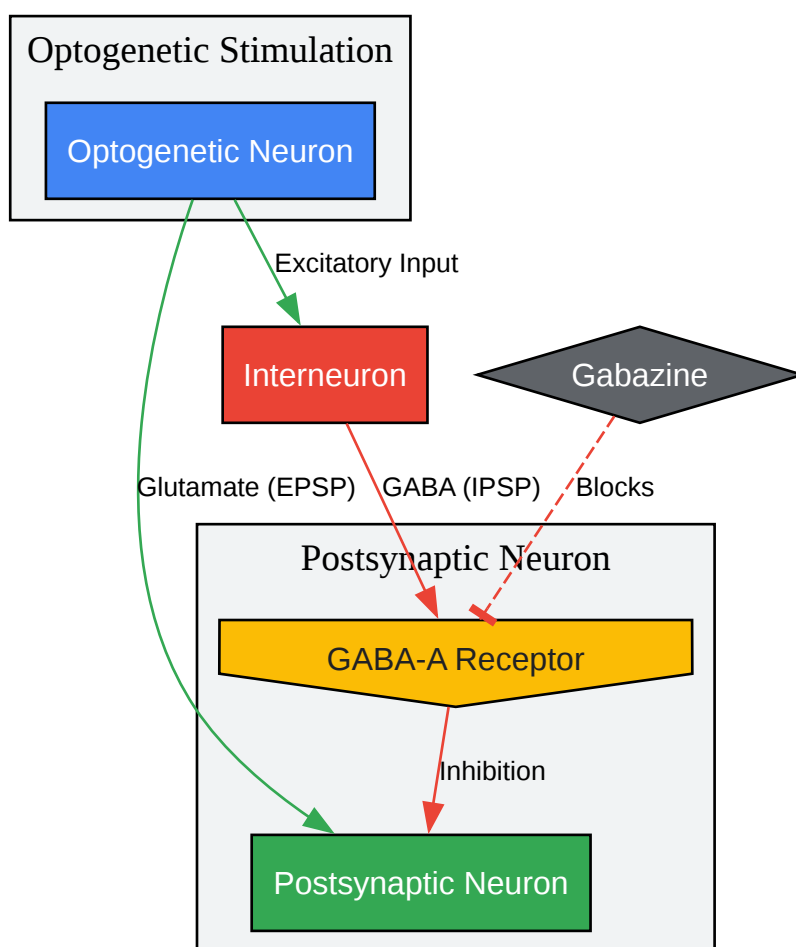 Optogenetic Stimulation
Optogenetic Neuron
Excitatory Input
Interneuron
Gabazine
Glutamate (EPSP)
GABA (IPSP)
Blocks
Postsynaptic Neuron
GABA-A Receptor
Inhibition
Postsynaptic Neuron